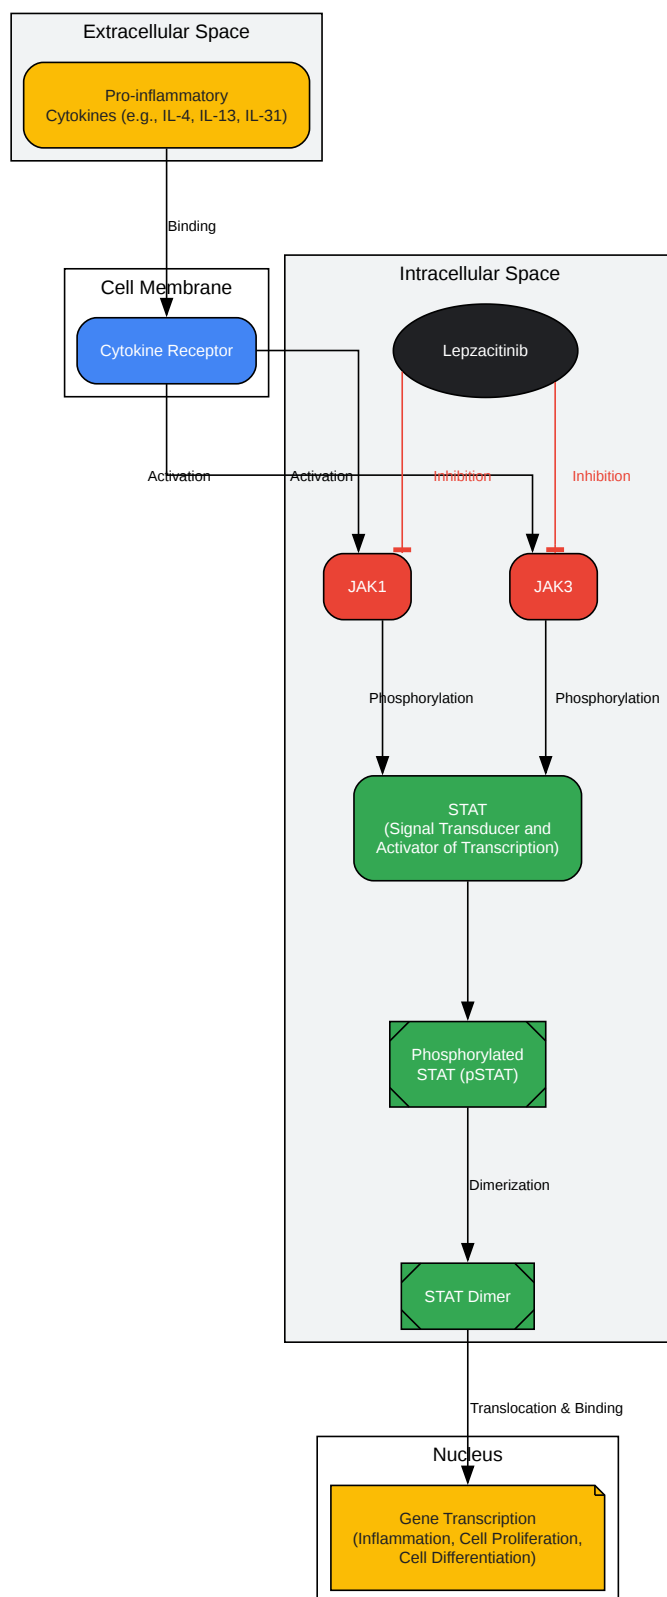 Extracellular Space
Pro-inflammatory
Cytokines (e.g., IL-4, IL-13, IL-31)
Binding
Cell Membrane
Cytokine Receptor
Intracellular Space
Lepzacitinib
Activation
Activation
Inhibition
Inhibition
JAK1
JAK3
Phosphorylation
Phosphorylation
STAT
(Signal Transducer and
Activator of Transcription)
Phosphorylated
STAT (pSTAT)
Dimerization
STAT Dimer
Translocation & Binding
Nucleus
Gene Transcription
(Inflammation, Cell Proliferation,
Cell Differentiation)